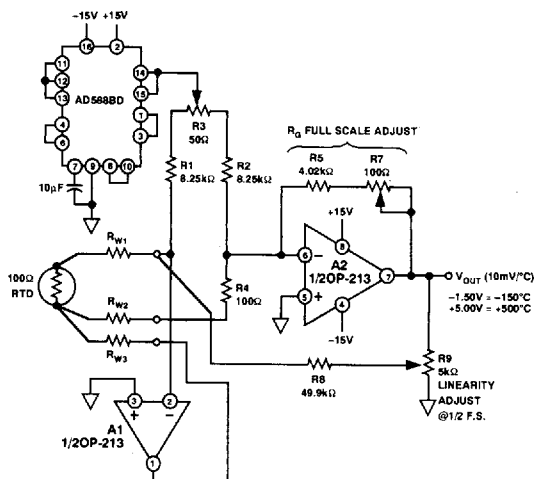 −15V +15V
16 2
11
12
13
4
6
7 9 8 10
14
15
1
3
AD588BD
10μF
R3
50Ω
R1
8.25kΩ
R2
8.25kΩ
RG FULL SCALE ADJUST
R5
4.02kΩ
R7
100Ω
+15V
8
6 −
A2
1/2OP-213
7
5 +
4
−15V
VOUT (10mV/°C)
−1.50V = −150°C
+5.00V = +500°C
100Ω
RTD
RW1
RW2
RW3
R4
100Ω
R8
49.9kΩ
R9
5kΩ
LINEARITY
ADJUST
@1/2 F.S.
3 2
+ −
A1
1/2OP-213
1